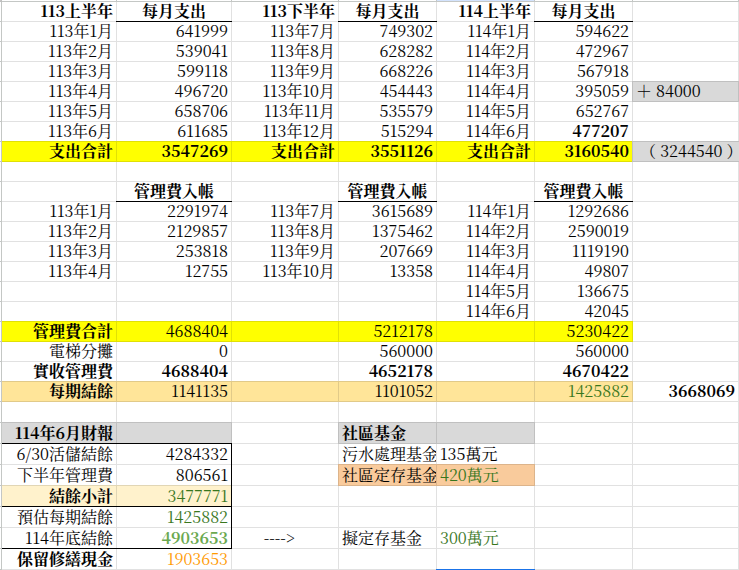 113上半年 每月支出 113下半年 每月支出 114上半年 每月支出
113年1月 641999 113年7月 749302 114年1月 594622
113年2月 539041 113年8月 628282 114年2月 472967
113年3月 599118 113年9月 668226 114年3月 567918
113年4月 496720 113年10月 454443 114年4月 395059 ＋ 84000
113年5月 658706 113年11月 535579 114年5月 652767
113年6月 611685 113年12月 515294 114年6月 477207
支出合計 3547269 支出合計 3551126 支出合計 3160540 （ 3244540 ）
管理費入帳 管理費入帳 管理費入帳
113年1月 2291974 113年7月 3615689 114年1月 1292686
113年2月 2129857 113年8月 1375462 114年2月 2590019
113年3月 253818 113年9月 207669 114年3月 1119190
113年4月 12755 113年10月 13358 114年4月 49807
114年5月 136675
114年6月 42045
管理費合計 4688404 5212178 5230422
電梯分攤 0 560000 560000
實收管理費 4688404 4652178 4670422
每期結餘 1141135 1101052 1425882 3668069
114年6月財報 社區基金
6/30活儲結餘 4284332 污水處理基金 135萬元
下半年管理費 806561 社區定存基金 420萬元
結餘小計 3477771
預估每期結餘 1425882
114年底結餘 4903653 ----> 擬定存基金 300萬元
保留修繕現金 1903653